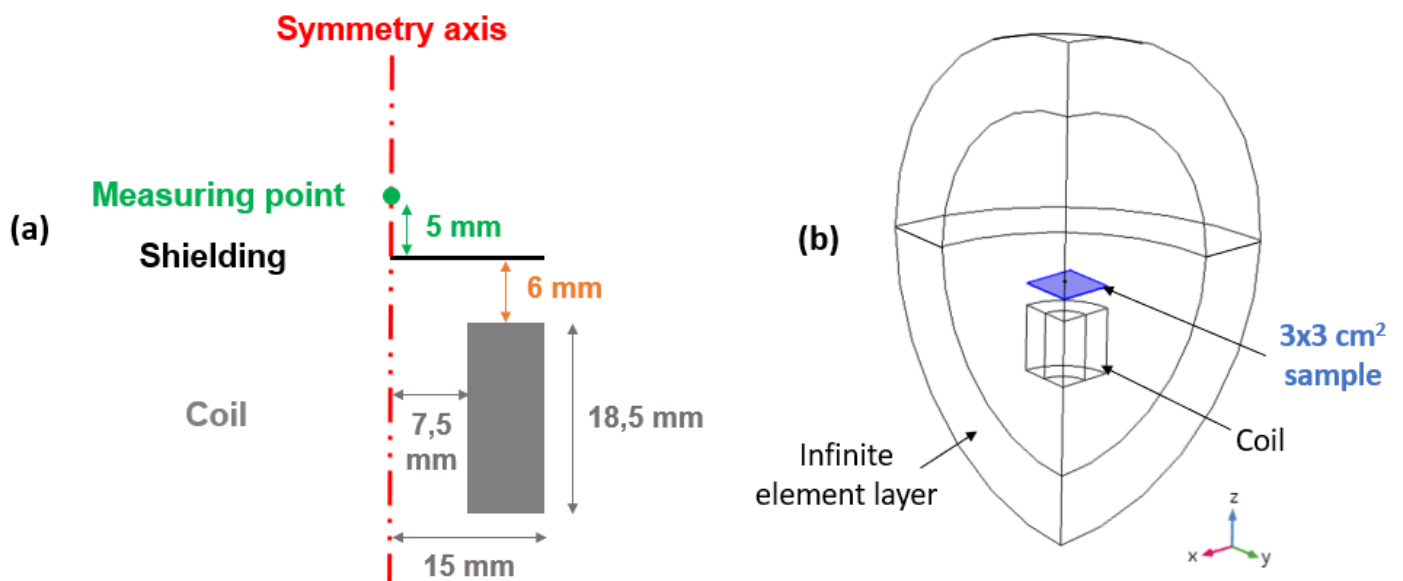 Symmetry axis
Measuring point
(a)
5 mm
Shielding
6 mm
Coil
7,5
mm
18,5 mm
15 mm
(b)
3x3 cm²
sample
Coil
Infinite
element layer
z
x
y